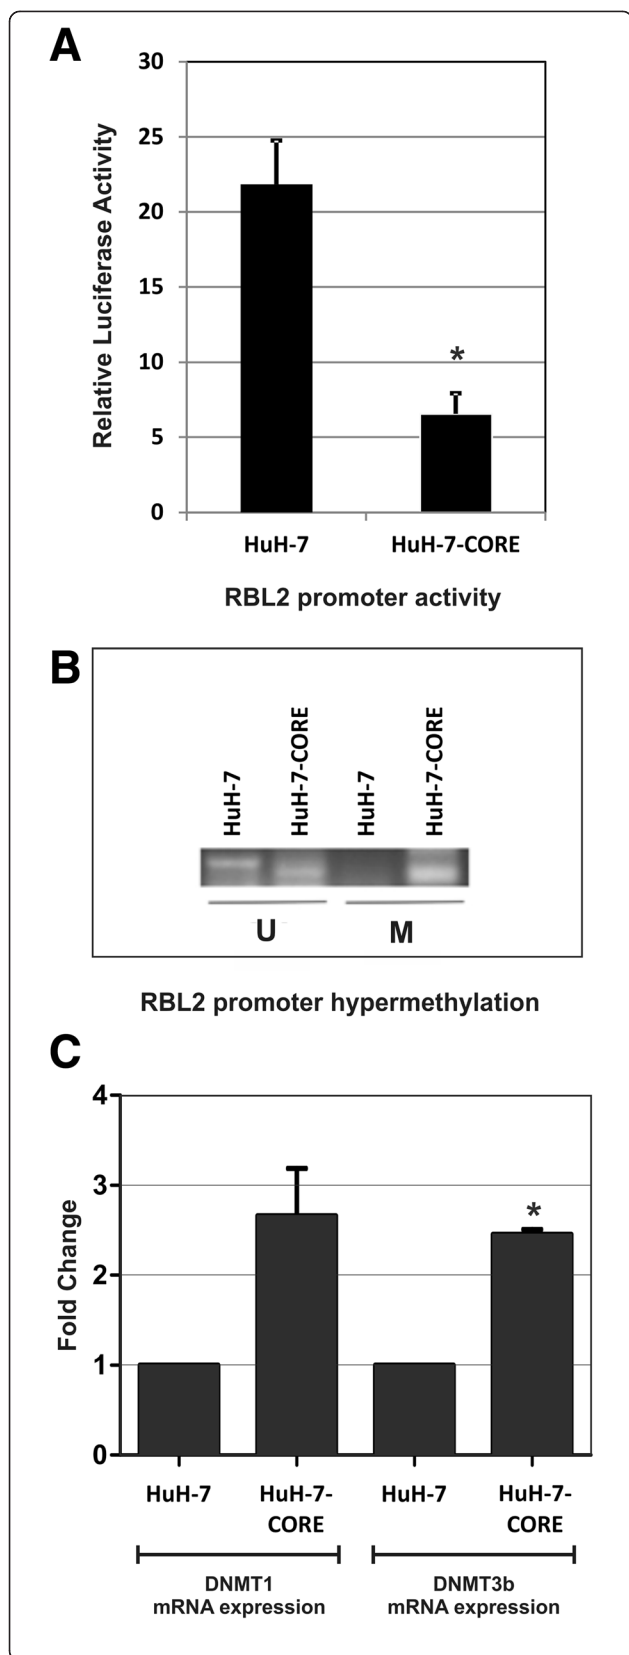 A
30
25
20
15
10
5
0
Relative Luciferase Activity
*
HuH-7 HuH-7-CORE
RBL2 promoter activity
B
HuH-7 HuH-7-CORE HuH-7 HuH-7-CORE
U M
RBL2 promoter hypermethylation
C
4
3
2
1
0
Fold Change
*
HuH-7 HuH-7- HuH-7 HuH-7-
CORE CORE
DNMT1 DNMT3b
mRNA expression mRNA expression